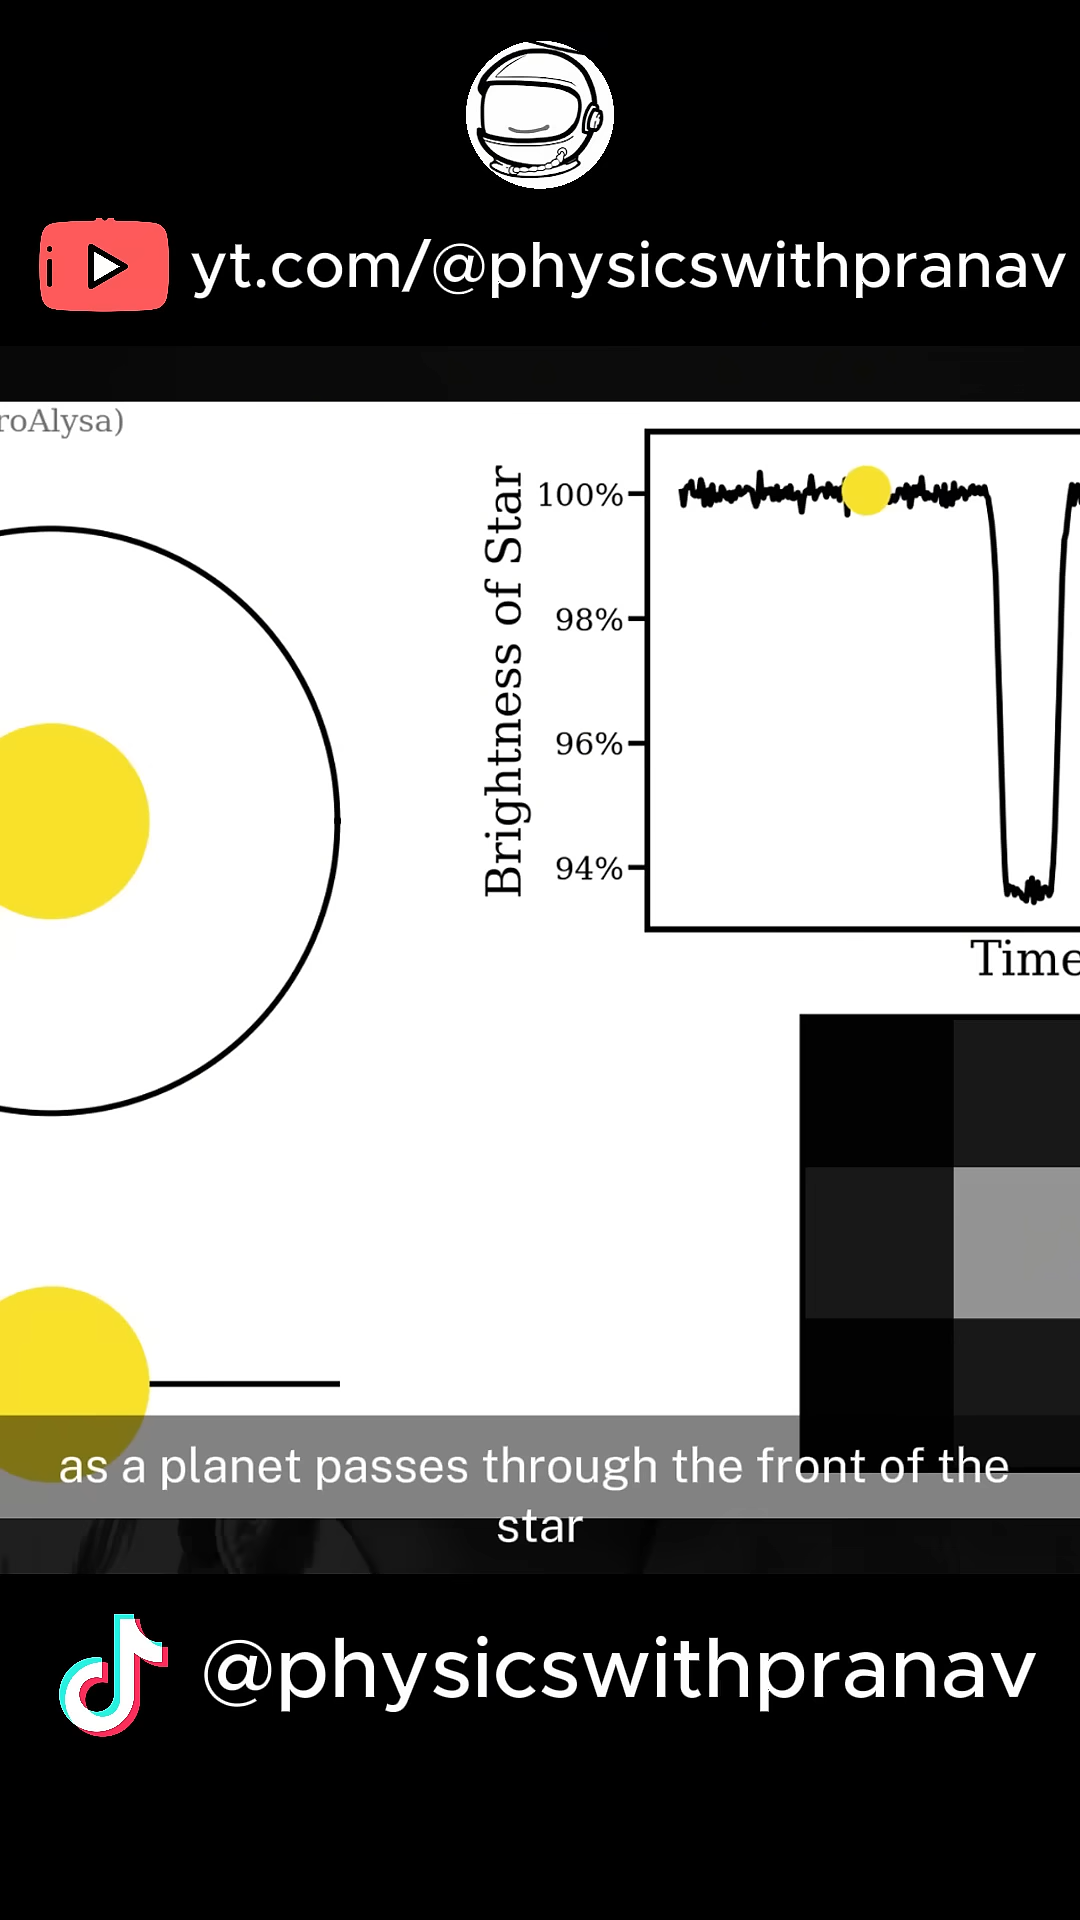 yt.com/@physicswithpranav
roAlysa)
Brightness of Star
100%
98%
96%
94%
Time
as a planet passes through the front of the
star
@physicswithpranav